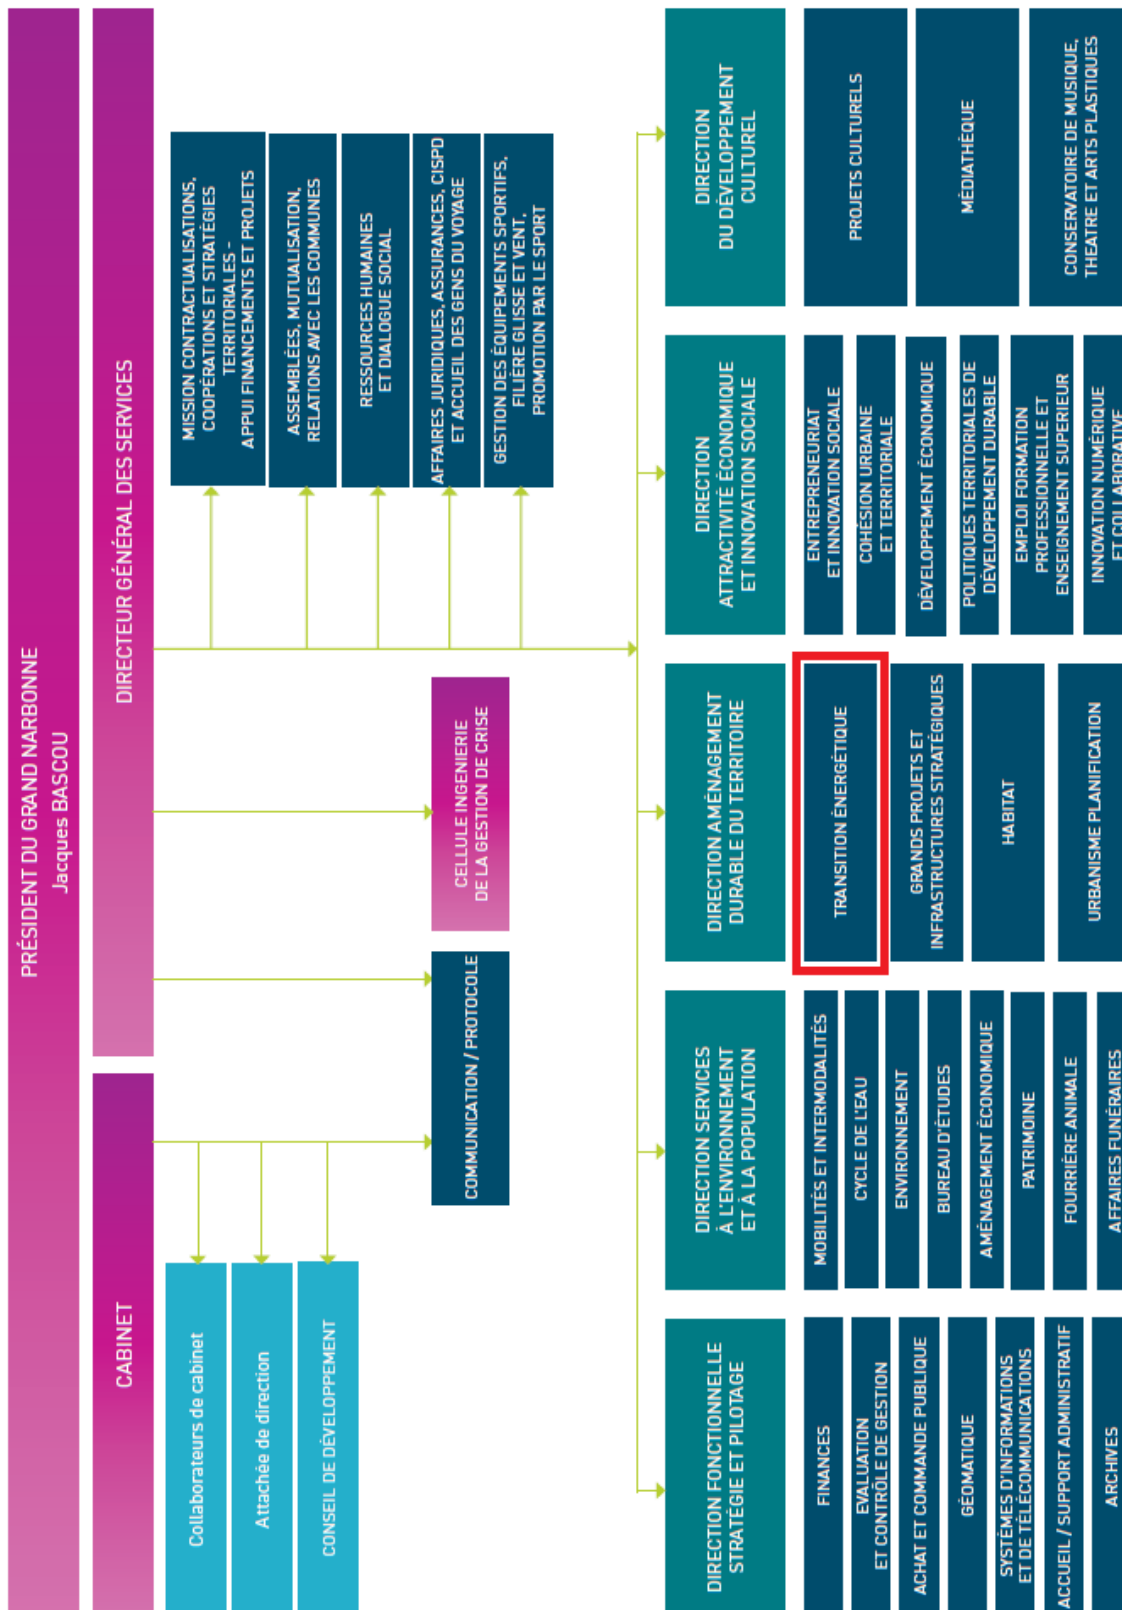 PRÉSIDENT DU GRAND NARBONNE
Jacques BASCOU
CABINET
DIRECTEUR GÉNÉRAL DES SERVICES
Collaborateurs de cabinet
Attachée de direction
CONSEIL DE DÉVELOPPEMENT
COMMUNICATION / PROTOCOLE
CELLULE INGENIERIE
DE LA GESTION DE CRISE
MISSION CONTRACTUALISATIONS,
COOPÉRATIONS ET STRATÉGIES
TERRITORIALES -
APPUI FINANCEMENTS ET PROJETS
ASSEMBLÉES, MUTUALISATION,
RELATIONS AVEC LES COMMUNES
RESSOURCES HUMAINES
ET DIALOGUE SOCIAL
AFFAIRES JURIDIQUES, ASSURANCES, CISPD
ET ACCUEIL DES GENS DU VOYAGE
GESTION DES ÉQUIPEMENTS SPORTIFS,
FILIÈRE GLISSE ET VENT,
PROMOTION PAR LE SPORT
DIRECTION FONCTIONNELLE
STRATÉGIE ET PILOTAGE
FINANCES
EVALUATION
ET CONTRÔLE DE GESTION
ACHAT ET COMMANDE PUBLIQUE
GÉOMATIQUE
SYSTÈMES D'INFORMATIONS
ET DE TÉLÉCOMMUNICATIONS
ACCUEIL / SUPPORT ADMINISTRATIF
ARCHIVES
DIRECTION SERVICES
À L'ENVIRONNEMENT
ET À LA POPULATION
MOBILITÉS ET INTERMODALITÉS
CYCLE DE L'EAU
ENVIRONNEMENT
BUREAU D'ÉTUDES
AMÉNAGEMENT ÉCONOMIQUE
PATRIMOINE
FOURRIÈRE ANIMALE
AFFAIRES FUNÉRAIRES
DIRECTION AMÉNAGEMENT
DURABLE DU TERRITOIRE
TRANSITION ÉNERGÉTIQUE
GRANDS PROJETS ET
INFRASTRUCTURES STRATÉGIQUES
HABITAT
URBANISME PLANIFICATION
DIRECTION
ATTRACTIVITÉ ÉCONOMIQUE
ET INNOVATION SOCIALE
ENTREPRENEURIAT
ET INNOVATION SOCIALE
COHÉSION URBAINE
ET TERRITORIALE
DÉVELOPPEMENT ÉCONOMIQUE
POLITIQUES TERRITORIALES DE
DÉVELOPPEMENT DURABLE
EMPLOI FORMATION
PROFESSIONNELLE ET
ENSEIGNEMENT SUPERIEUR
INNOVATION NUMÉRIQUE
ET COLLABORATIVE
DIRECTION
DU DÉVELOPPEMENT
CULTUREL
PROJETS CULTURELS
MÉDIATHÈQUE
CONSERVATOIRE DE MUSIQUE,
THEATRE ET ARTS PLASTIQUES